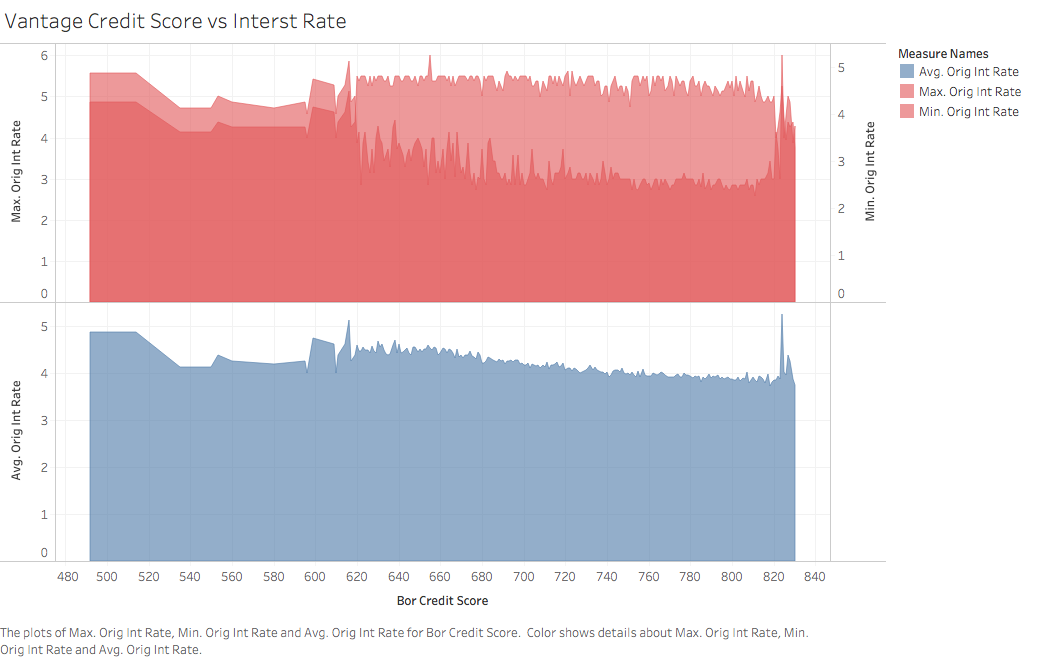 Vantage Credit Score vs Interst Rate
Measure Names
Avg. Orig Int Rate
Max. Orig Int Rate
Min. Orig Int Rate
Max. Orig Int Rate
6
5
4
3
2
1
0
Min. Orig Int Rate
5
4
3
2
1
0
Avg. Orig Int Rate
5
4
3
2
1
0
480 500 520 540 560 580 600 620 640 660 680 700 720 740 760 780 800 820 840
Bor Credit Score
The plots of Max. Orig Int Rate, Min. Orig Int Rate and Avg. Orig Int Rate for Bor Credit Score. Color shows details about Max. Orig Int Rate, Min.
Orig Int Rate and Avg. Orig Int Rate.